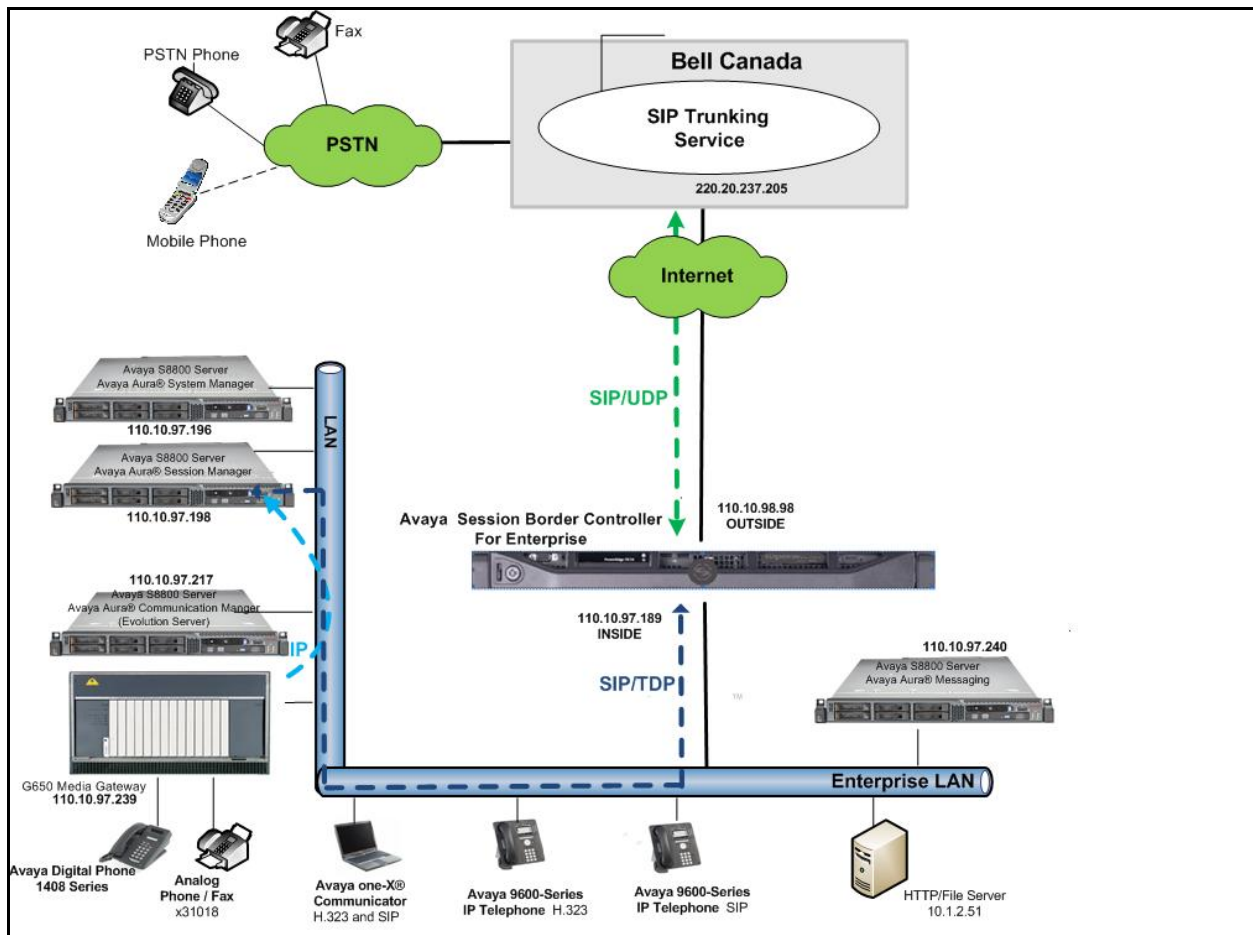 Fax
PSTN Phone
Bell Canada
SIP Trunking
Service
PSTN
220.20.237.205
Mobile Phone
Internet
Avaya S8800 Server
Avaya Aura® System Manager
110.10.97.196
LAN
SIP/UDP
Avaya S8800 Server
Avaya Aura® Session Manager
110.10.97.198
110.10.98.98
OUTSIDE
Avaya Session Border Controller
For Enterprise
110.10.97.217
Avaya S8800 Server
Avaya Aura® Communication Manger
(Evolution Server)
IP
110.10.97.189
INSIDE
SIP/TDP
110.10.97.240
Avaya S8800 Server
Avaya Aura® Messaging
TM
G650 Media Gateway
110.10.97.239
Enterprise LAN
Avaya Digital Phone
1408 Series
Analog
Phone / Fax
x31018
Avaya one-X®
Communicator
H.323 and SIP
Avaya 9600-Series
IP Telephone H.323
Avaya 9600-Series
IP Telephone SIP
HTTP/File Server
10.1.2.51